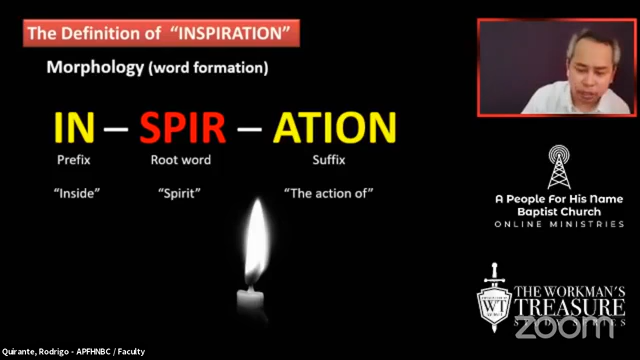 The Definition of "INSPIRATION"
Morphology (word formation)
IN – SPIR – ATION
Prefix Root word Suffix
"Inside" "Spirit" "The action of"
A People For His Name
Baptist Church
ONLINE MINISTRIES
THE WORKMAN'S
TREASURE
WT
zoom
Quirante, Rodrigo - APFHNBC / Faculty